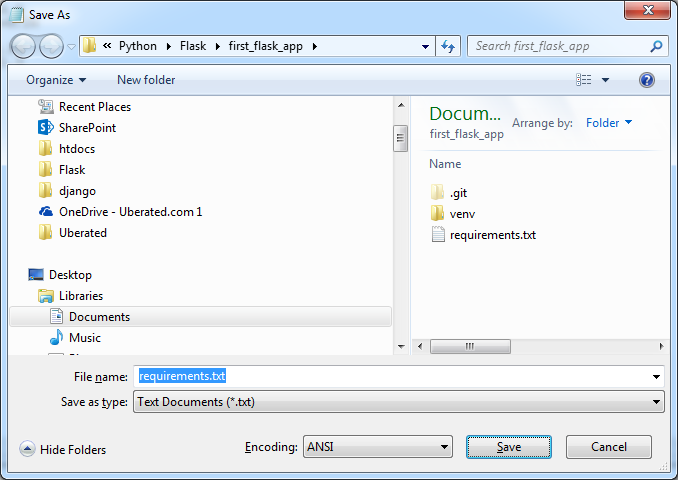 Save As
« Python Flask first_flask_app
Search first_flask_app
Organize New folder
Recent Places
SharePoint
htdocs
Flask
django
OneDrive - Uberated.com 1
Uberated
Desktop
Libraries
Documents
Music
Docum...
first_flask_app
Arrange by: Folder
Name
.git
venv
requirements.txt
File name: requirements.txt
Save as type: Text Documents (*.txt)
Hide Folders
Encoding: ANSI
Save
Cancel